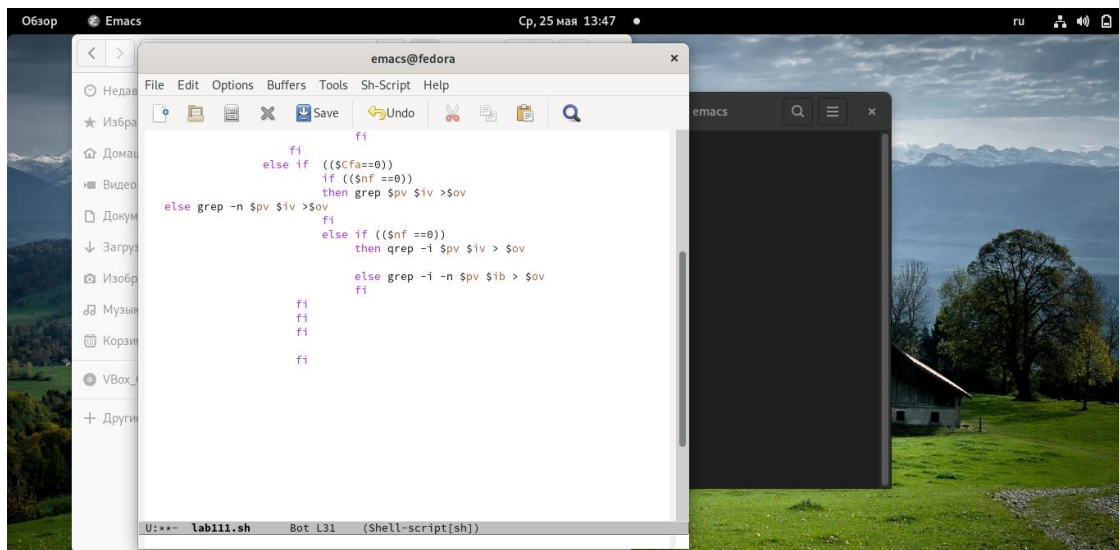 Обзор Emacs Ср, 25 мая 13:47 ru
emacs@fedora
File Edit Options Buffers Tools Sh-Script Help
Save Undo
fi
fi
else if (($Cfa==0))
if (($nf ==0))
then grep $pv $iv >$ov
else grep -n $pv $iv >$ov
fi
else if (($nf ==0))
then qrep -i $pv $iv > $ov
else grep -i -n $pv $ib > $ov
fi
fi
fi
fi
fi
U:**- lab111.sh Bot L31 (Shell-script[sh])
Недав
Избра
Домаш
Видео
Докум
Загруз
Изобр
Музык
Корзи
VBox_
Други
emacs